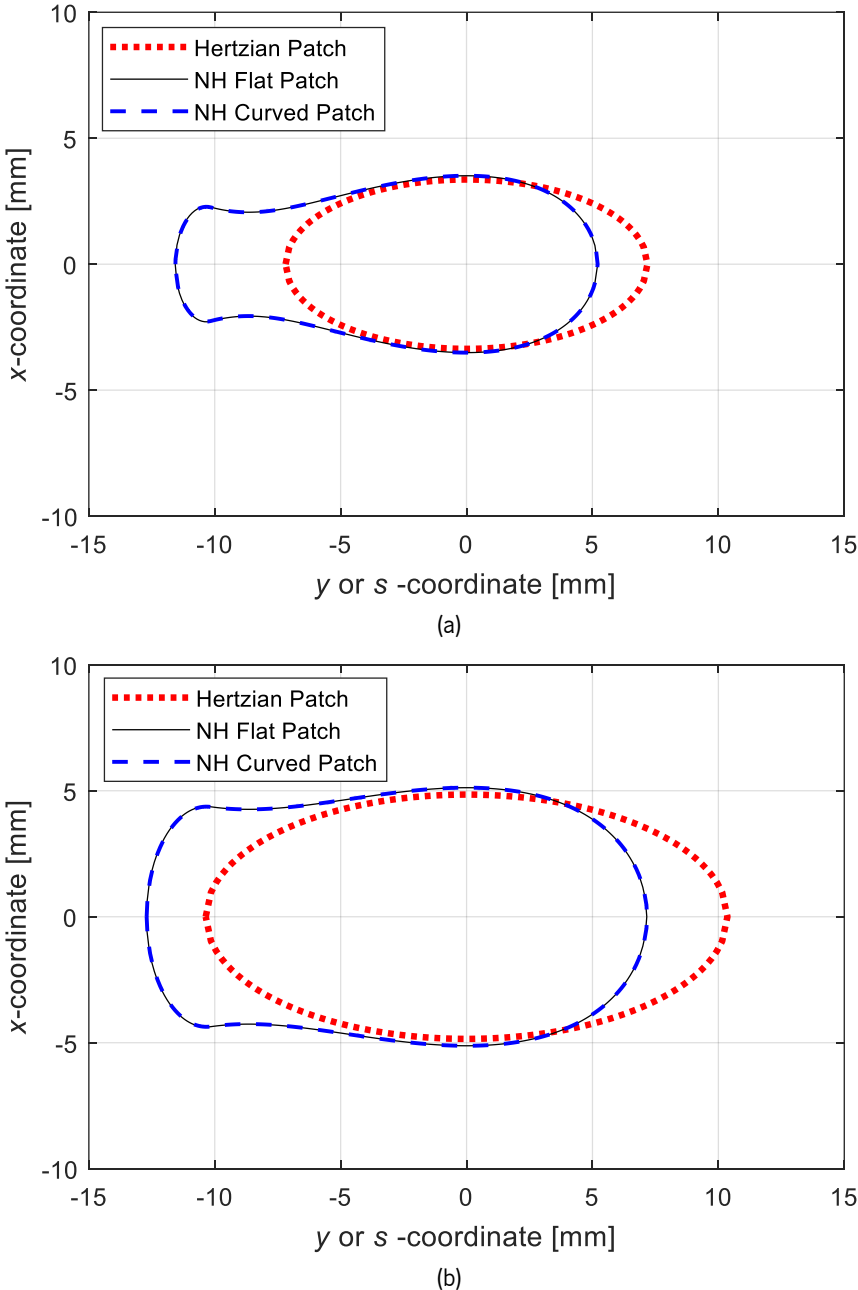 10
Hertzian Patch
NH Flat Patch
NH Curved Patch
5
0
-5
-10
x-coordinate [mm]
-15 -10 -5 0 5 10 15
y or s -coordinate [mm]
(a)
10
Hertzian Patch
NH Flat Patch
NH Curved Patch
5
0
-5
-10
x-coordinate [mm]
-15 -10 -5 0 5 10 15
y or s -coordinate [mm]
(b)